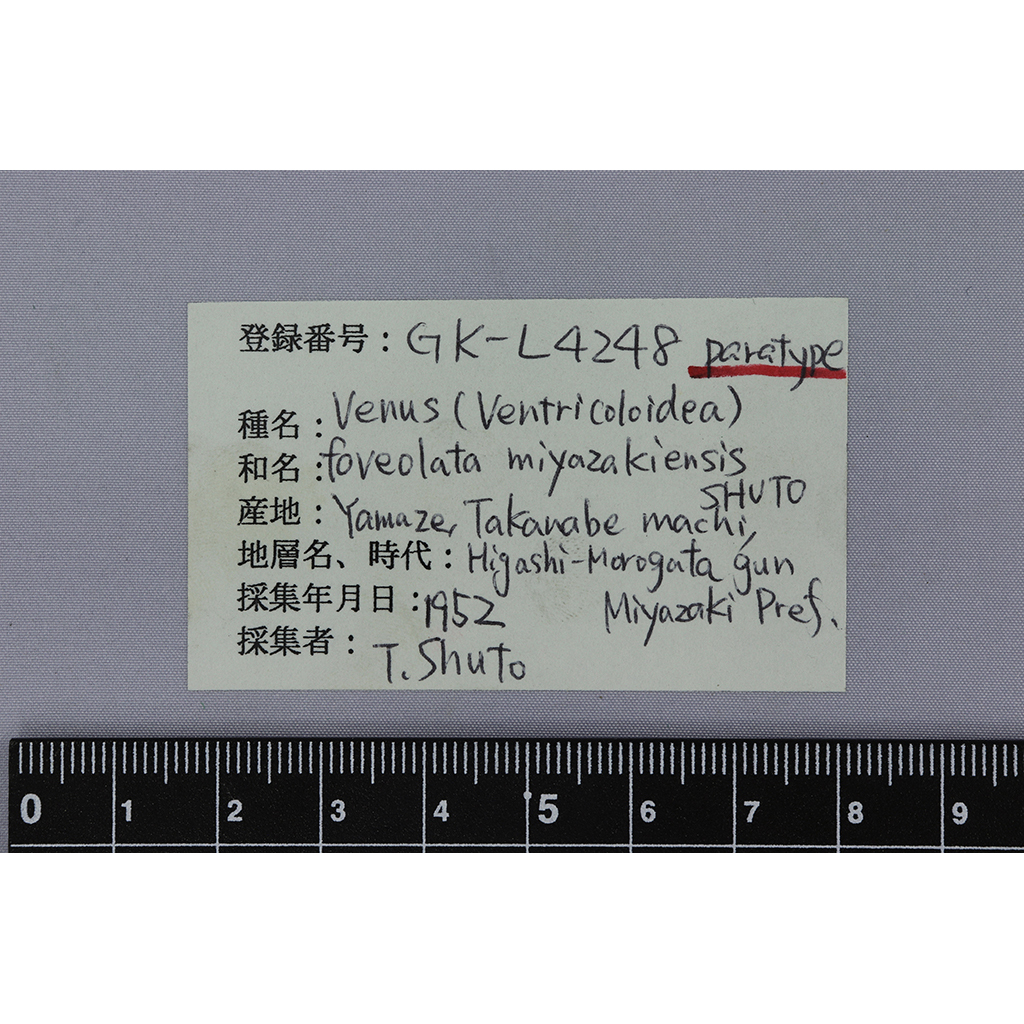 登録番号：GK-L4248 paratype
種名：Venus (Ventricoloidea)
和名：foveolata miyazakiensis
SHUTO
産地：Yamaze, Takanabe machi,
地層名、時代：Higashi-Morogata gun
採集年月日：1952 Miyazaki Pref.
採集者：T. Shuto
0 1 2 3 4 5 6 7 8 9